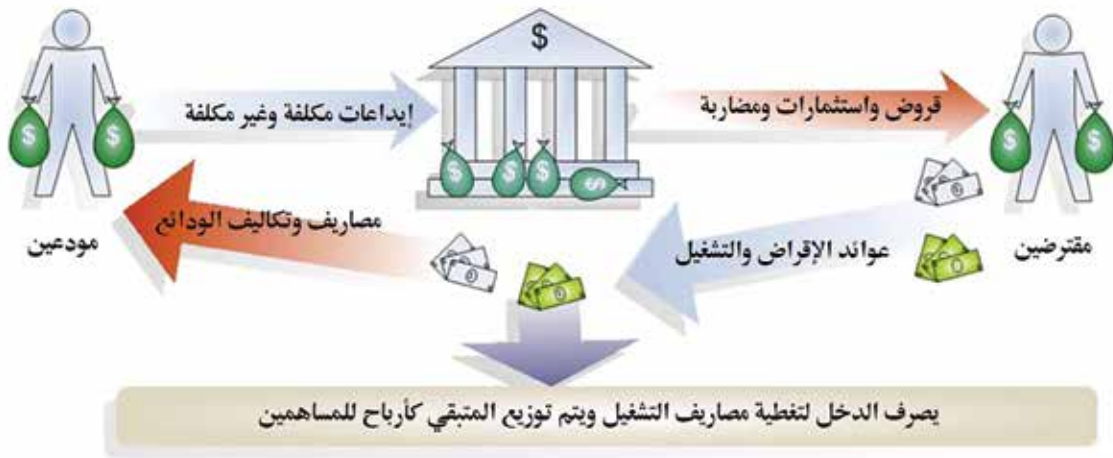 $
إيداعات مكلفة وغير مكلفة
قروض واستثمارات ومضاربة
$ $
$ $ $ $
$ $
مصاريف وتكاليف الودائع
عوائد الإقراض والتشغيل
مودعين
مقترضين
يصرف الدخل لتغطية مصاريف التشغيل ويتم توزيع المتبقي كأرباح للمساهمين